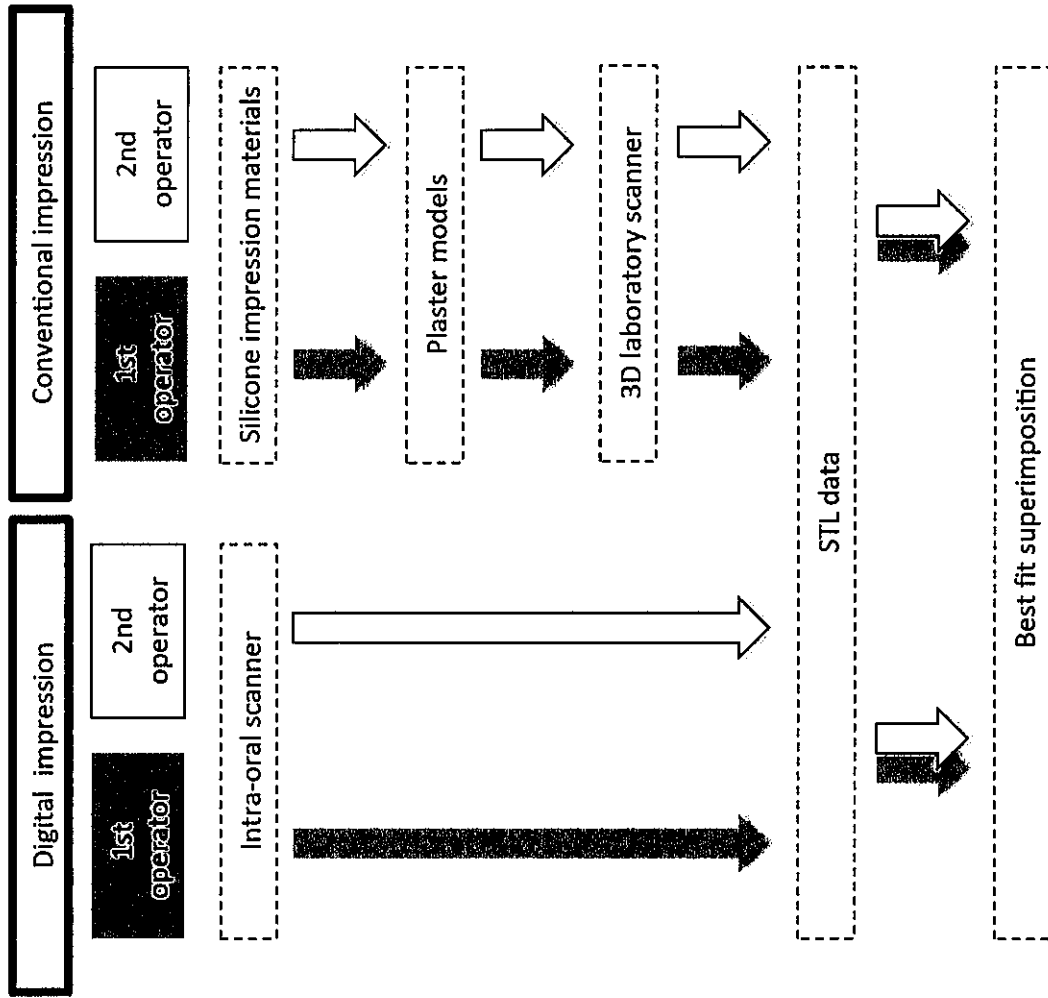 Digital impression
Conventional impression
1st
operator
2nd
operator
1st
operator
2nd
operator
Intra-oral scanner
Silicone impression materials
Plaster models
3D laboratory scanner
STL data
Best fit superimposition